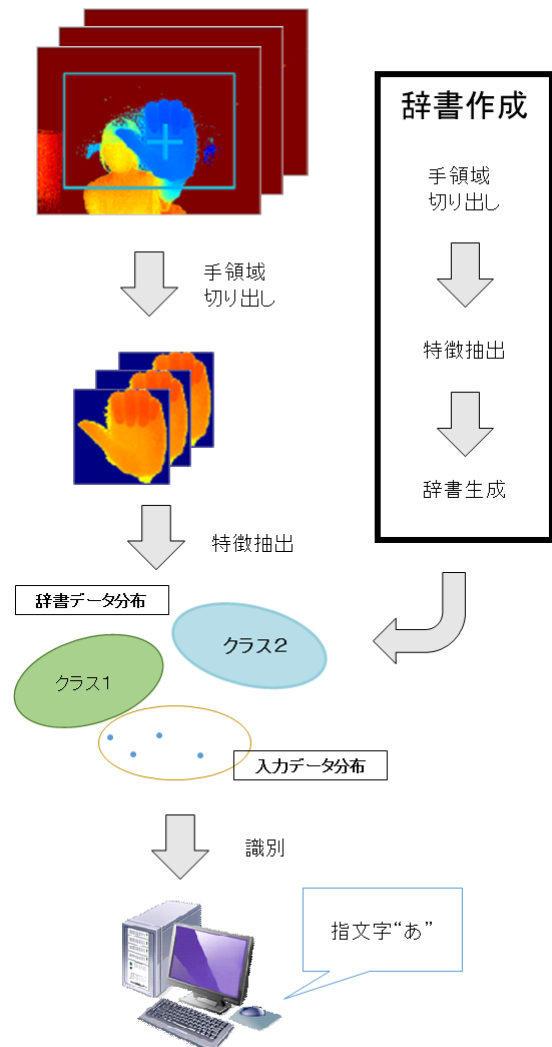 辞書作成
手領域
切り出し
特徴抽出
辞書生成
手領域
切り出し
特徴抽出
辞書データ分布
クラス2
クラス1
入力データ分布
識別
指文字“あ”